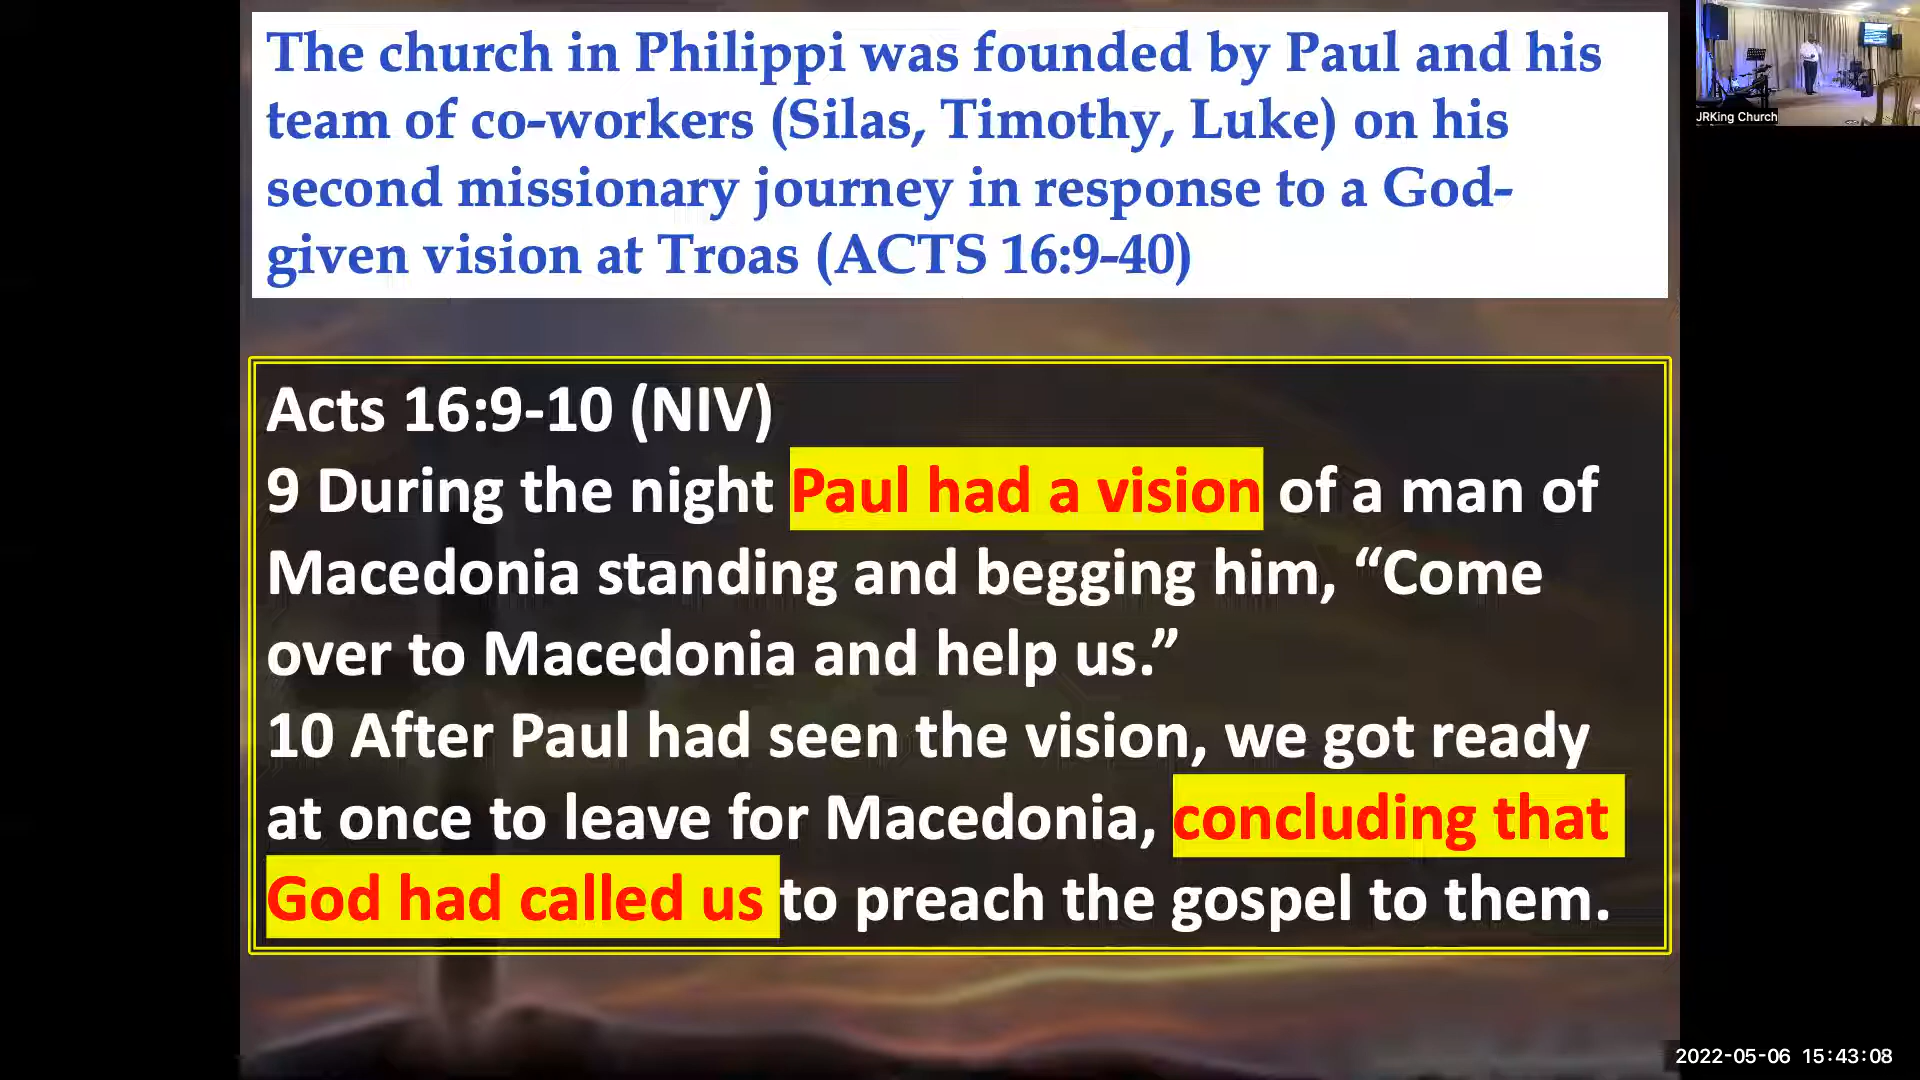 The church in Philippi was founded by Paul and his
team of co-workers (Silas, Timothy, Luke) on his
second missionary journey in response to a God-
given vision at Troas (ACTS 16:9-40)
JRKing Church
Acts 16:9-10 (NIV)
9 During the night Paul had a vision of a man of
Macedonia standing and begging him, “Come
over to Macedonia and help us.”
10 After Paul had seen the vision, we got ready
at once to leave for Macedonia, concluding that
God had called us to preach the gospel to them.
2022-05-06 15:43:08